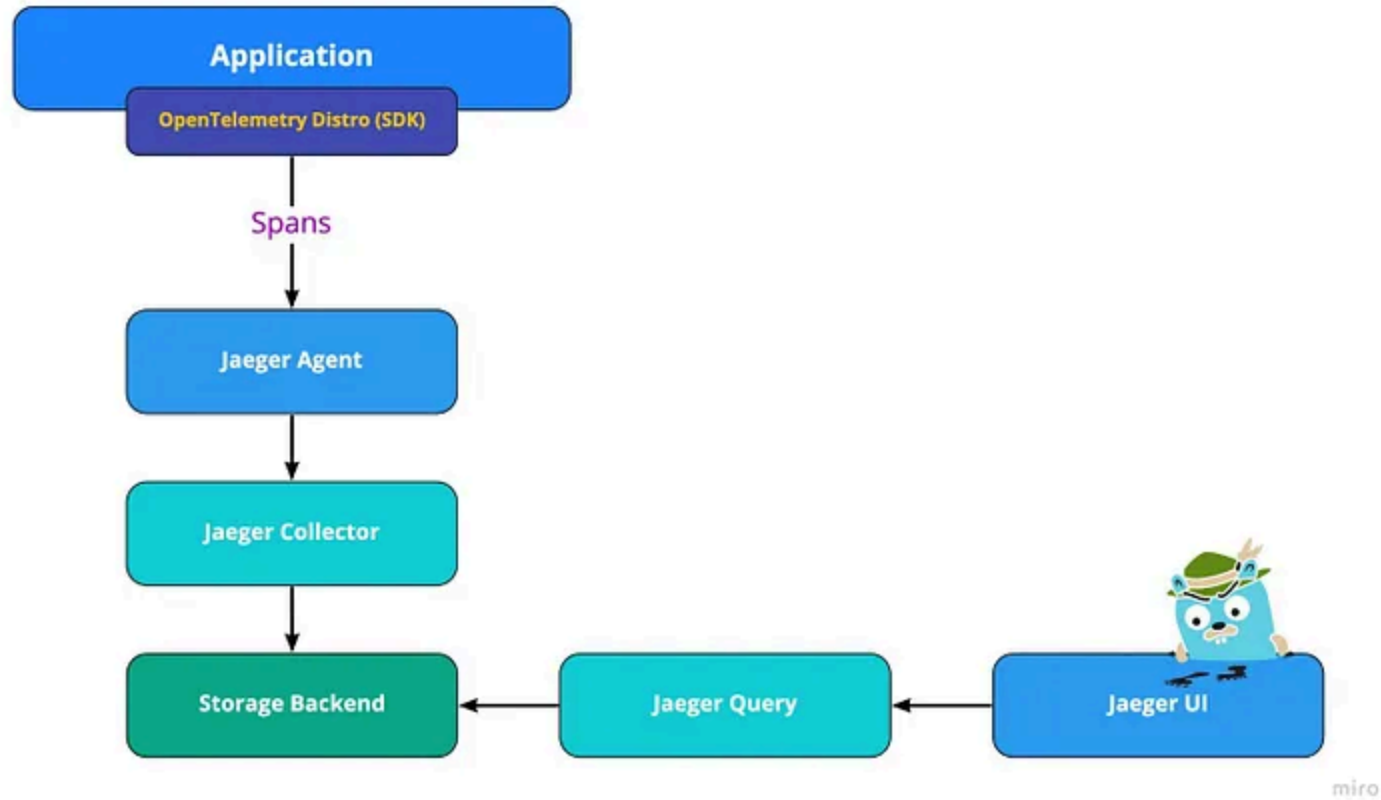 Application
OpenTelemetry Distro (SDK)
Spans
Jaeger Agent
Jaeger Collector
Storage Backend
Jaeger Query
Jaeger UI
miro